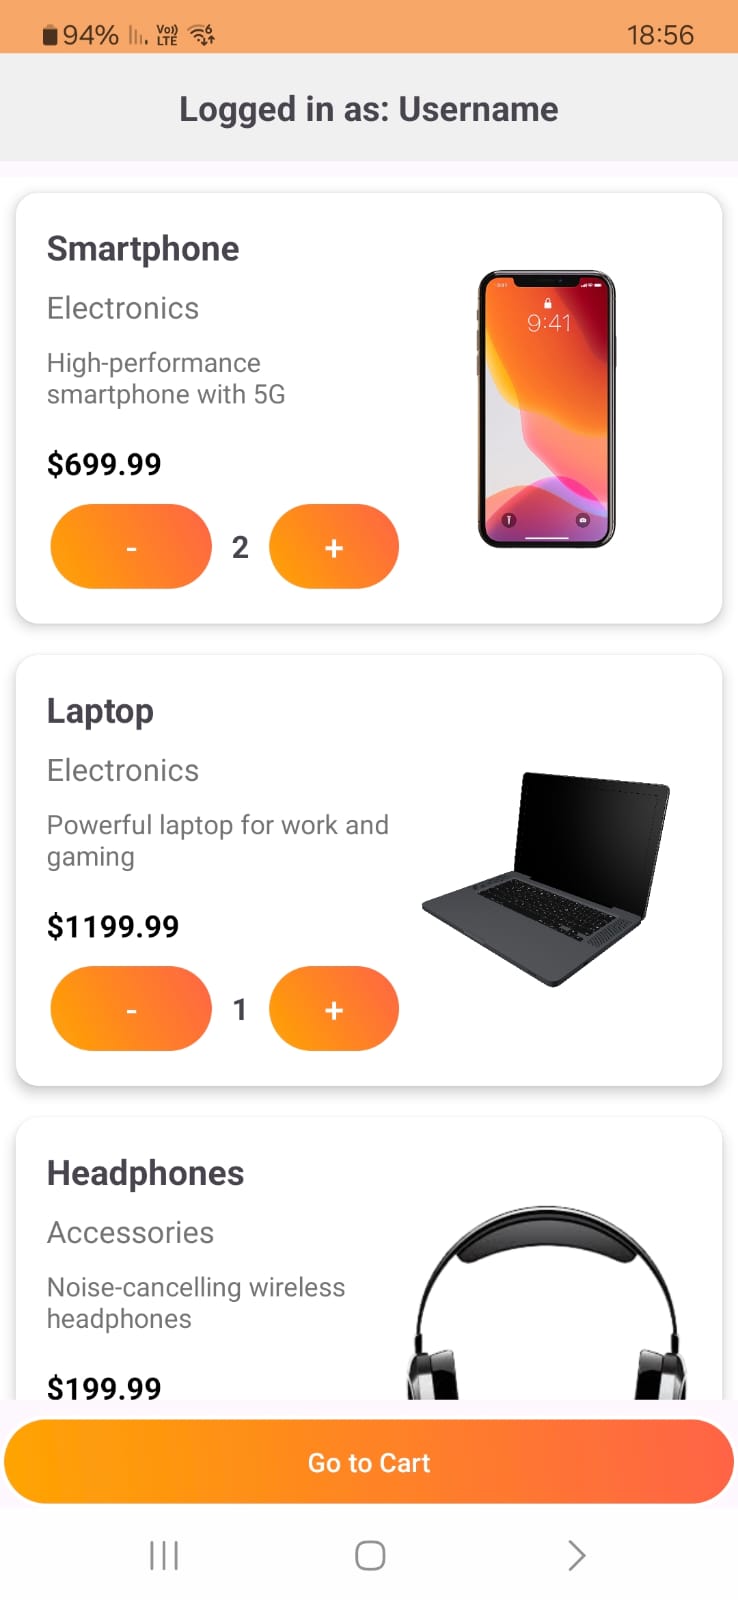 94% Vo)) LTE 6 18:56
Logged in as: Username
Smartphone
Electronics
High-performance
smartphone with 5G
$699.99
- 2 +
9:41
Laptop
Electronics
Powerful laptop for work and
gaming
$1199.99
- 1 +
Headphones
Accessories
Noise-cancelling wireless
headphones
$199.99
Go to Cart